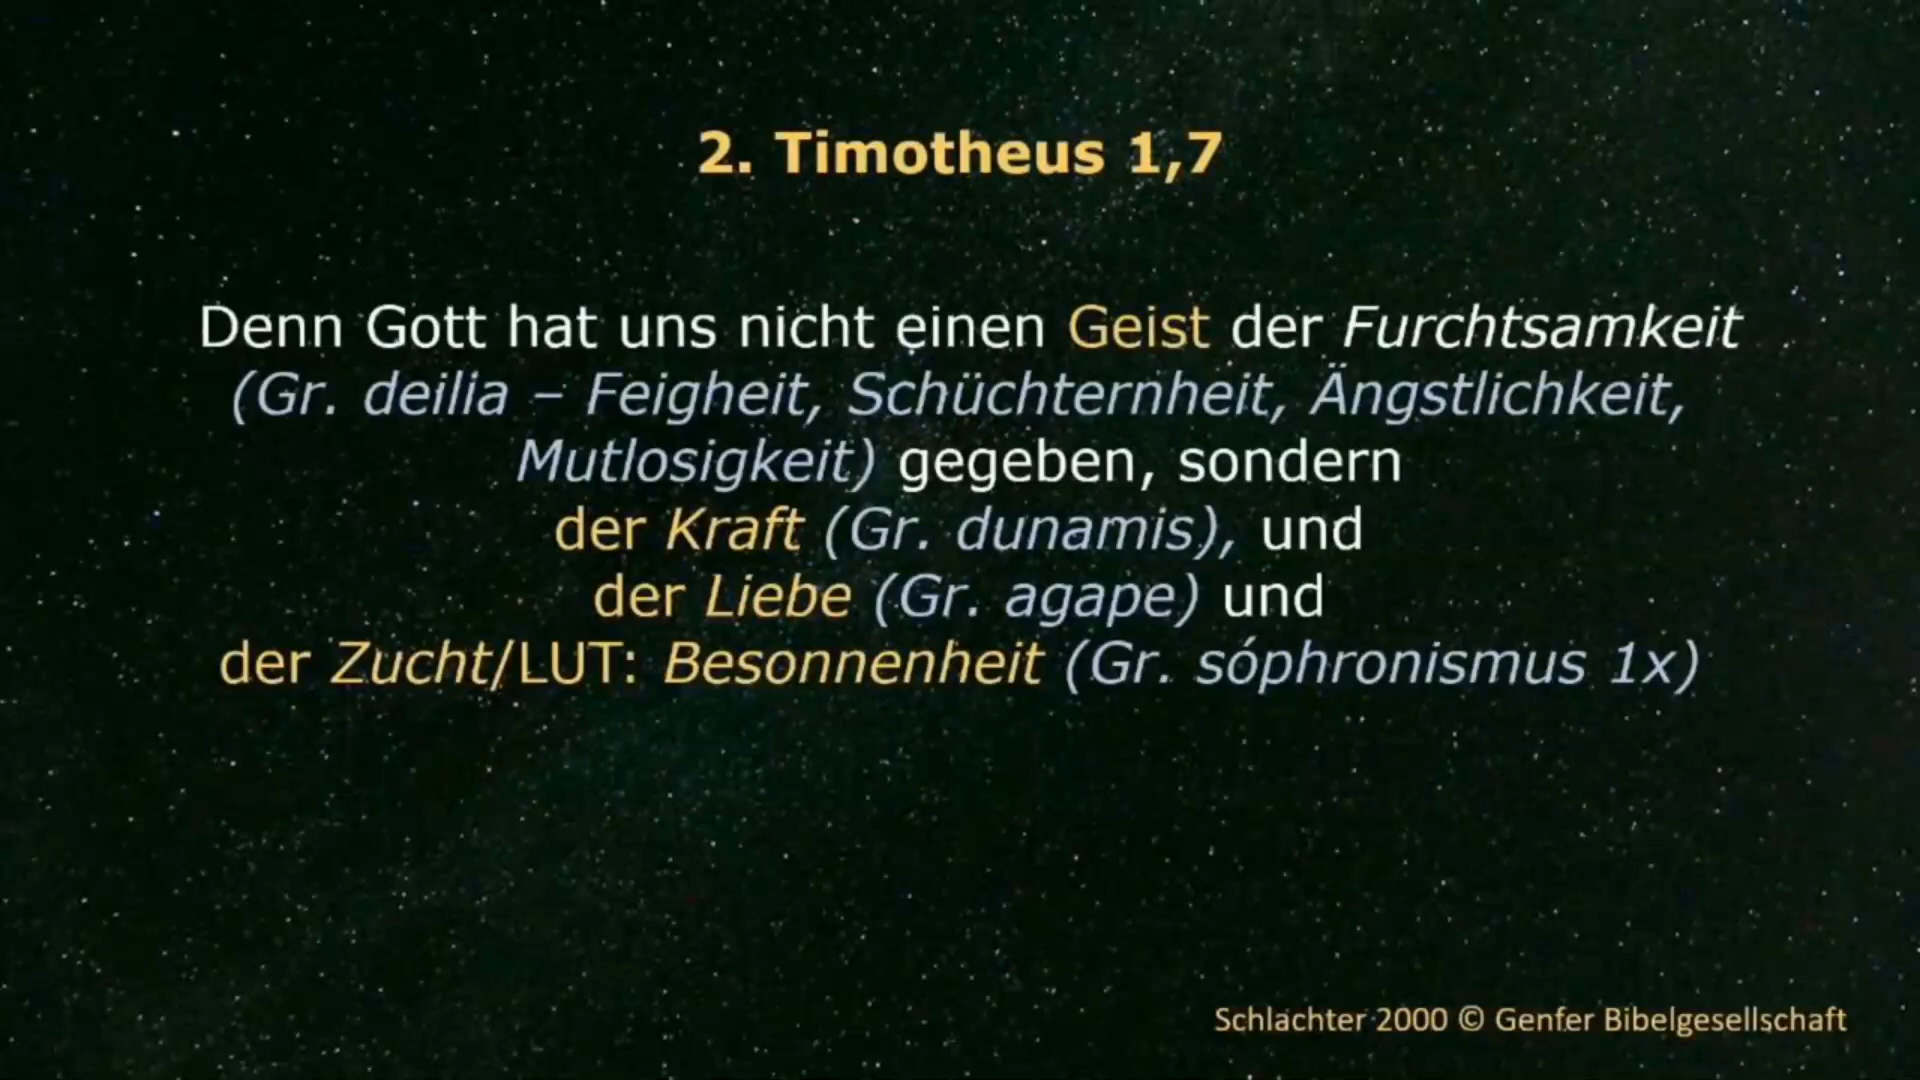 2. Timotheus 1,7
Denn Gott hat uns nicht einen Geist der Furchtsamkeit
(Gr. deilia – Feigheit, Schüchternheit, Ängstlichkeit,
Mutlosigkeit) gegeben, sondern
der Kraft (Gr. dunamis), und
der Liebe (Gr. agape) und
der Zucht/LUT: Besonnenheit (Gr. sóphronismus 1x)
Schlachter 2000 © Genfer Bibelgesellschaft